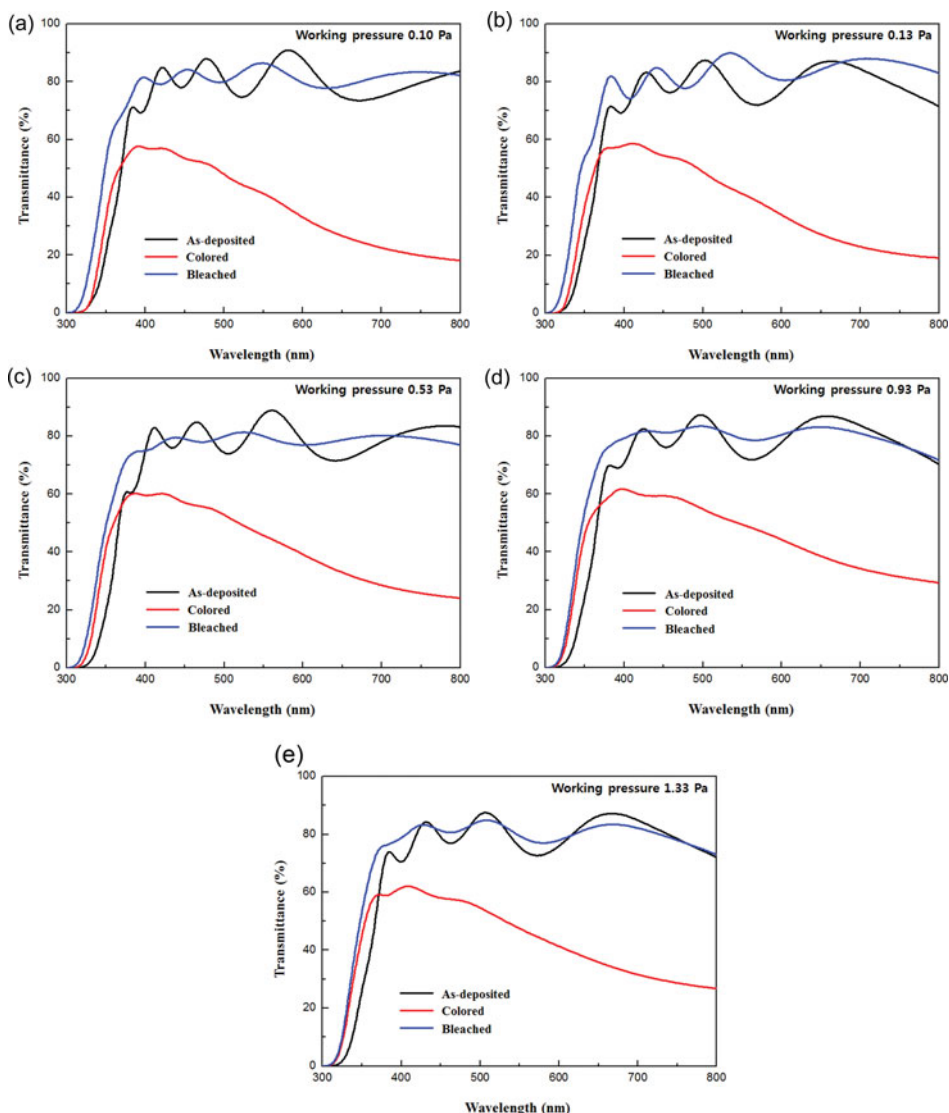 (a)
Working pressure 0.10 Pa
100
80
60
40
20
0
Transmittance (%)
As-deposited
Colored
Bleached
300 400 500 600 700 800
Wavelength (nm)
(b)
Working pressure 0.13 Pa
100
80
60
40
20
0
Transmittance (%)
As-deposited
Colored
Bleached
300 400 500 600 700 800
Wavelength (nm)
(c)
Working pressure 0.53 Pa
100
80
60
40
20
0
Transmittance (%)
As-deposited
Colored
Bleached
300 400 500 600 700 800
Wavelength (nm)
(d)
Working pressure 0.93 Pa
100
80
60
40
20
0
Transmittance (%)
As-deposited
Colored
Bleached
300 400 500 600 700 800
Wavelength (nm)
(e)
Working pressure 1.33 Pa
100
80
60
40
20
0
Transmittance (%)
As-deposited
Colored
Bleached
300 400 500 600 700 800
Wavelength (nm)